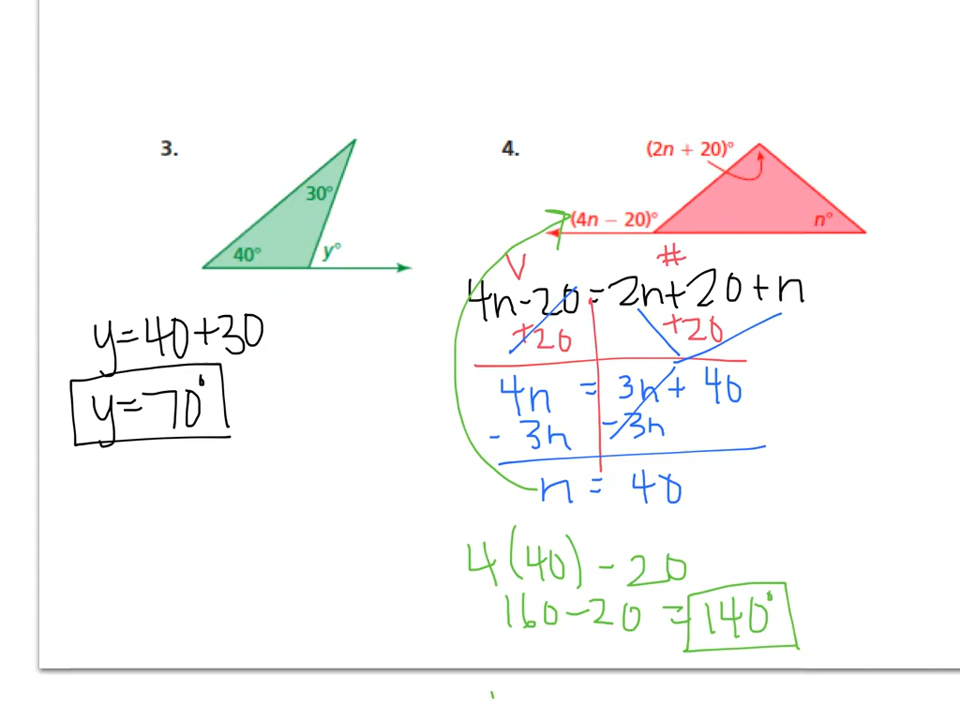 3.
30°
40°
y°
y=40+30
y=70°
4.
(2n + 20)°
(4n − 20)°
n°
V
#
4n-20=2n+20+n
+20 +20
4n = 3n+ 40
- 3n -3n
n = 40
4(40) - 20
160-20 = 140°